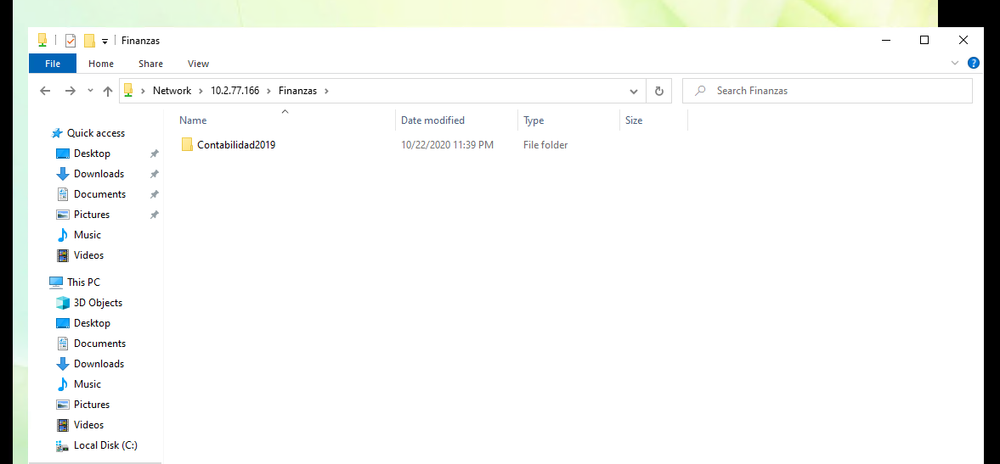 Finanzas
File Home Share View
Network 10.2.77.166 Finanzas Search Finanzas
Name Date modified Type Size
Contabilidad2019 10/22/2020 11:39 PM File folder
Quick access
Desktop
Downloads
Documents
Pictures
Music
Videos
This PC
3D Objects
Desktop
Documents
Downloads
Music
Pictures
Videos
Local Disk (C:)